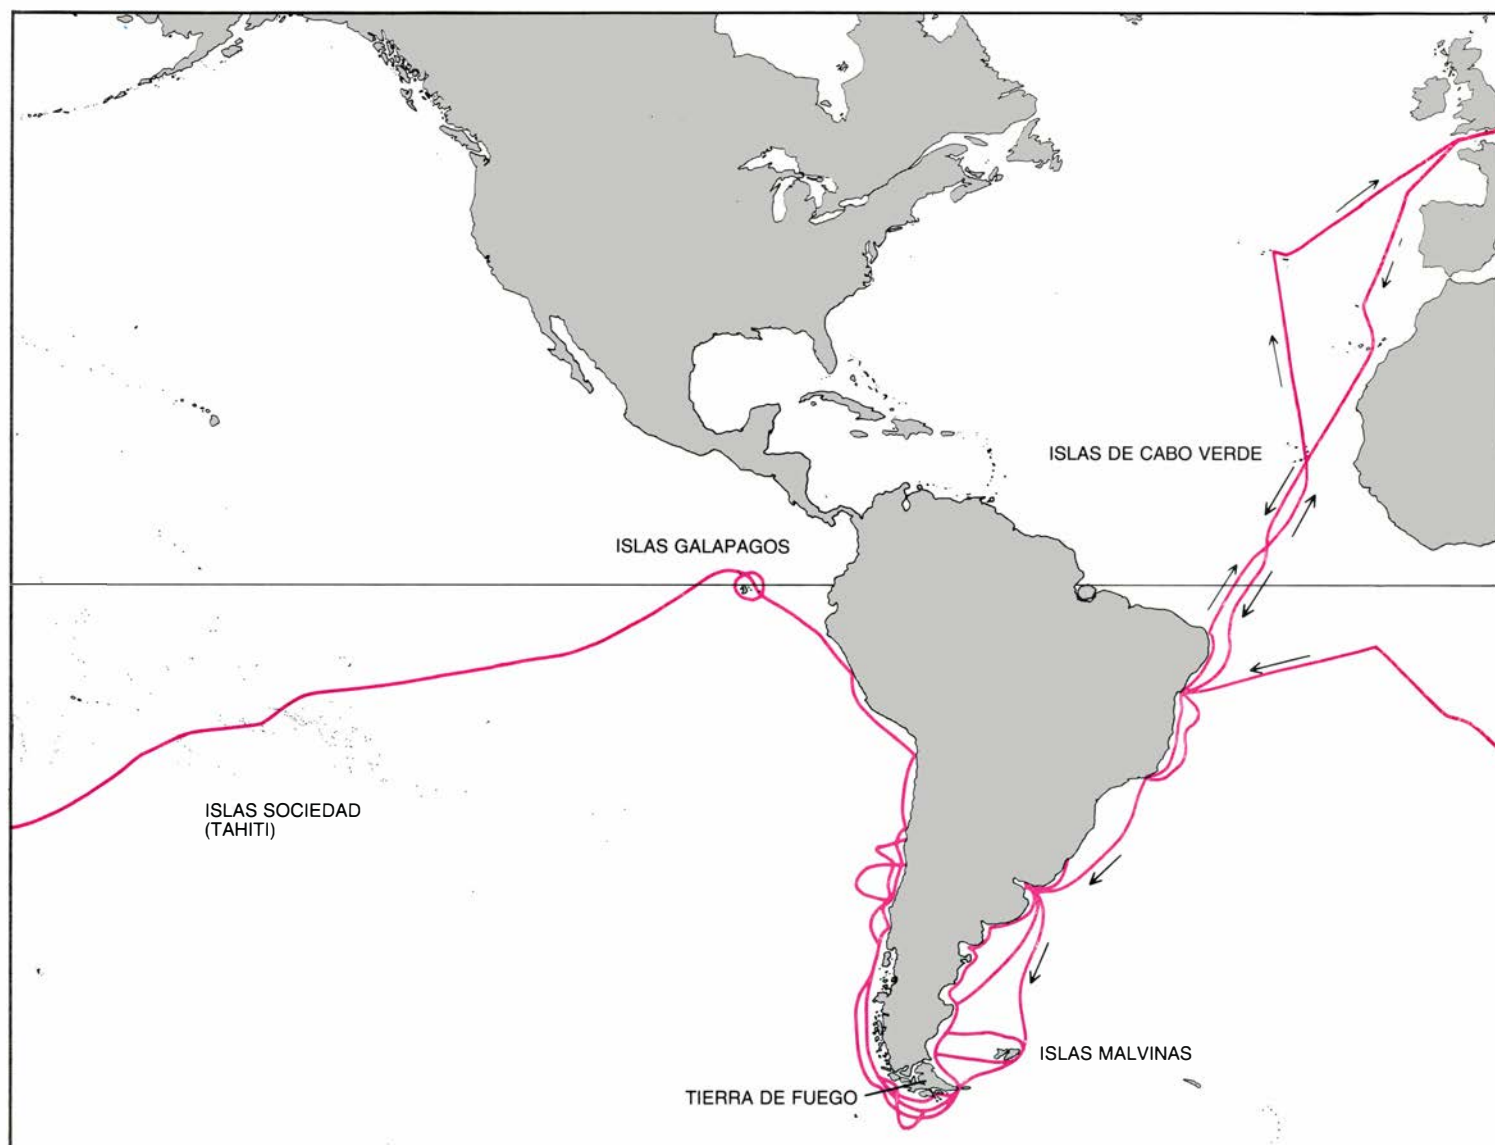 ISLAS DE CABO VERDE
ISLAS GALAPAGOS
ISLAS SOCIEDAD
(TAHITI)
ISLAS MALVINAS
TIERRA DE FUEGO